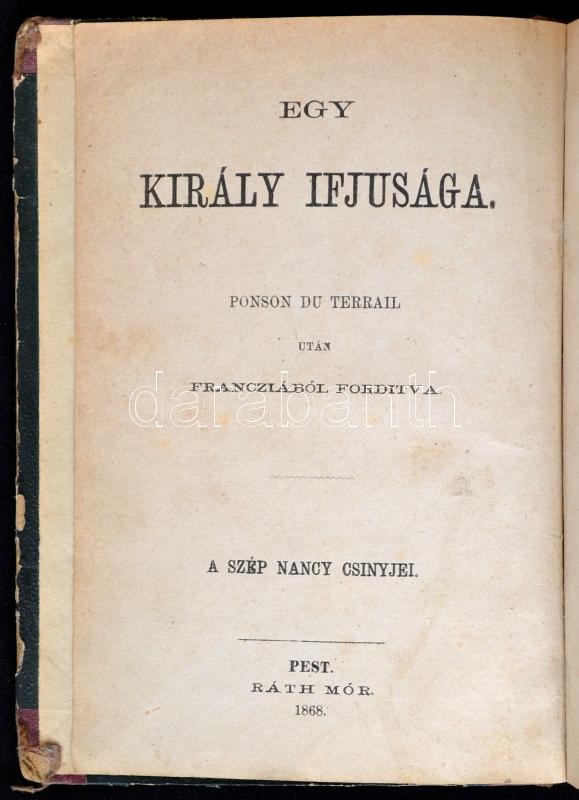 EGY
KIRÁLY IFJUSÁGA.
PONSON DU TERRAIL
UTÁN
FRANCZIÁBÓL FORDITVA.
darabanth
A SZÉP NANCY CSINYJEI.
PEST.
RÁTH MÓR.
1868.